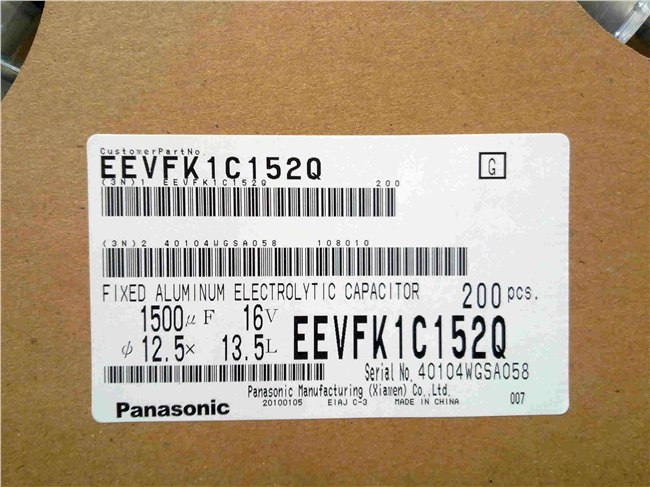 CustomerPartNo.
EEVFK1C152Q
G
(3N)1 EEVFK1C152Q 200
(3N)2 40104WGSA058 108010
FIXED ALUMINUM ELECTROLYTIC CAPACITOR 200 pcs.
1500μF 16V
φ12.5× 13.5L EEVFK1C152Q
Serial No. 40104WGSA058
Panasonic Manufacturing (Xiamen) Co.,Ltd.
Panasonic 20100105 EIAJ C-3 MADE IN CHINA 007